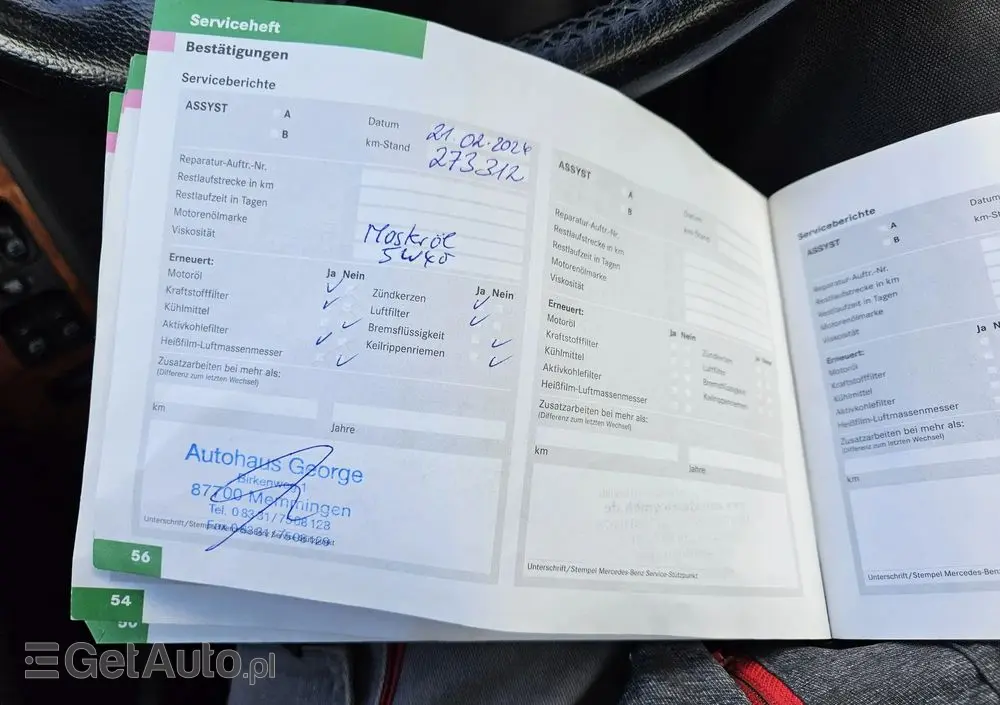 Serviceheft
Bestätigungen
Serviceberichte
ASSYST
A
B
Datum 21.02.2024
km-Stand 273312
Reparatur-Auftr.-Nr.
Restlaufstrecke in km
Restlaufzeit in Tagen
Motorenölmarke
Viskosität 5W40
Erneuert: Ja Nein
Motoröl
Kraftstofffilter
Kühlmittel
Aktivkohlefilter
Heißfilm-Luftmassenmesser
Ja Nein
Zündkerzen
Luftfilter
Bremsflüssigkeit
Keilrippenriemen
Zusatzarbeiten bei mehr als:
(Differenz zum letzten Wechsel)
km
Jahre
Autohaus George
Birkenweg 1
87700 Memmingen
Tel. 08331/7508128
Unterschrift/Stempel
56
54
ASSYST
A
B
Datum
km-Stand
Reparatur-Auftr.-Nr.
Restlaufstrecke in km
Restlaufzeit in Tagen
Motorenölmarke
Viskosität
Erneuert: Ja Nein
Motoröl
Kraftstofffilter
Kühlmittel
Aktivkohlefilter
Heißfilm-Luftmassenmesser
Ja Nein
Zündkerzen
Luftfilter
Bremsflüssigkeit
Keilrippenriemen
Zusatzarbeiten bei mehr als:
(Differenz zum letzten Wechsel)
km
Jahre
Unterschrift/Stempel Mercedes-Benz Service-Stützpunkt
Serviceberichte
ASSYST
A
B
Datum
km-S
Reparatur-Auftr.-Nr.
Restlaufstrecke in km
Restlaufzeit in Tagen
Motorenölmarke
Viskosität
Erneuert: Ja N
Motoröl
Kraftstofffilter
Kühlmittel
Aktivkohlefilter
Heißfilm-Luftmassenmesser
Zusatzarbeiten bei mehr als:
(Differenz zum letzten Wechsel)
km
Unterschrift/Stempel Mercedes-Benz
GetAuto.pl